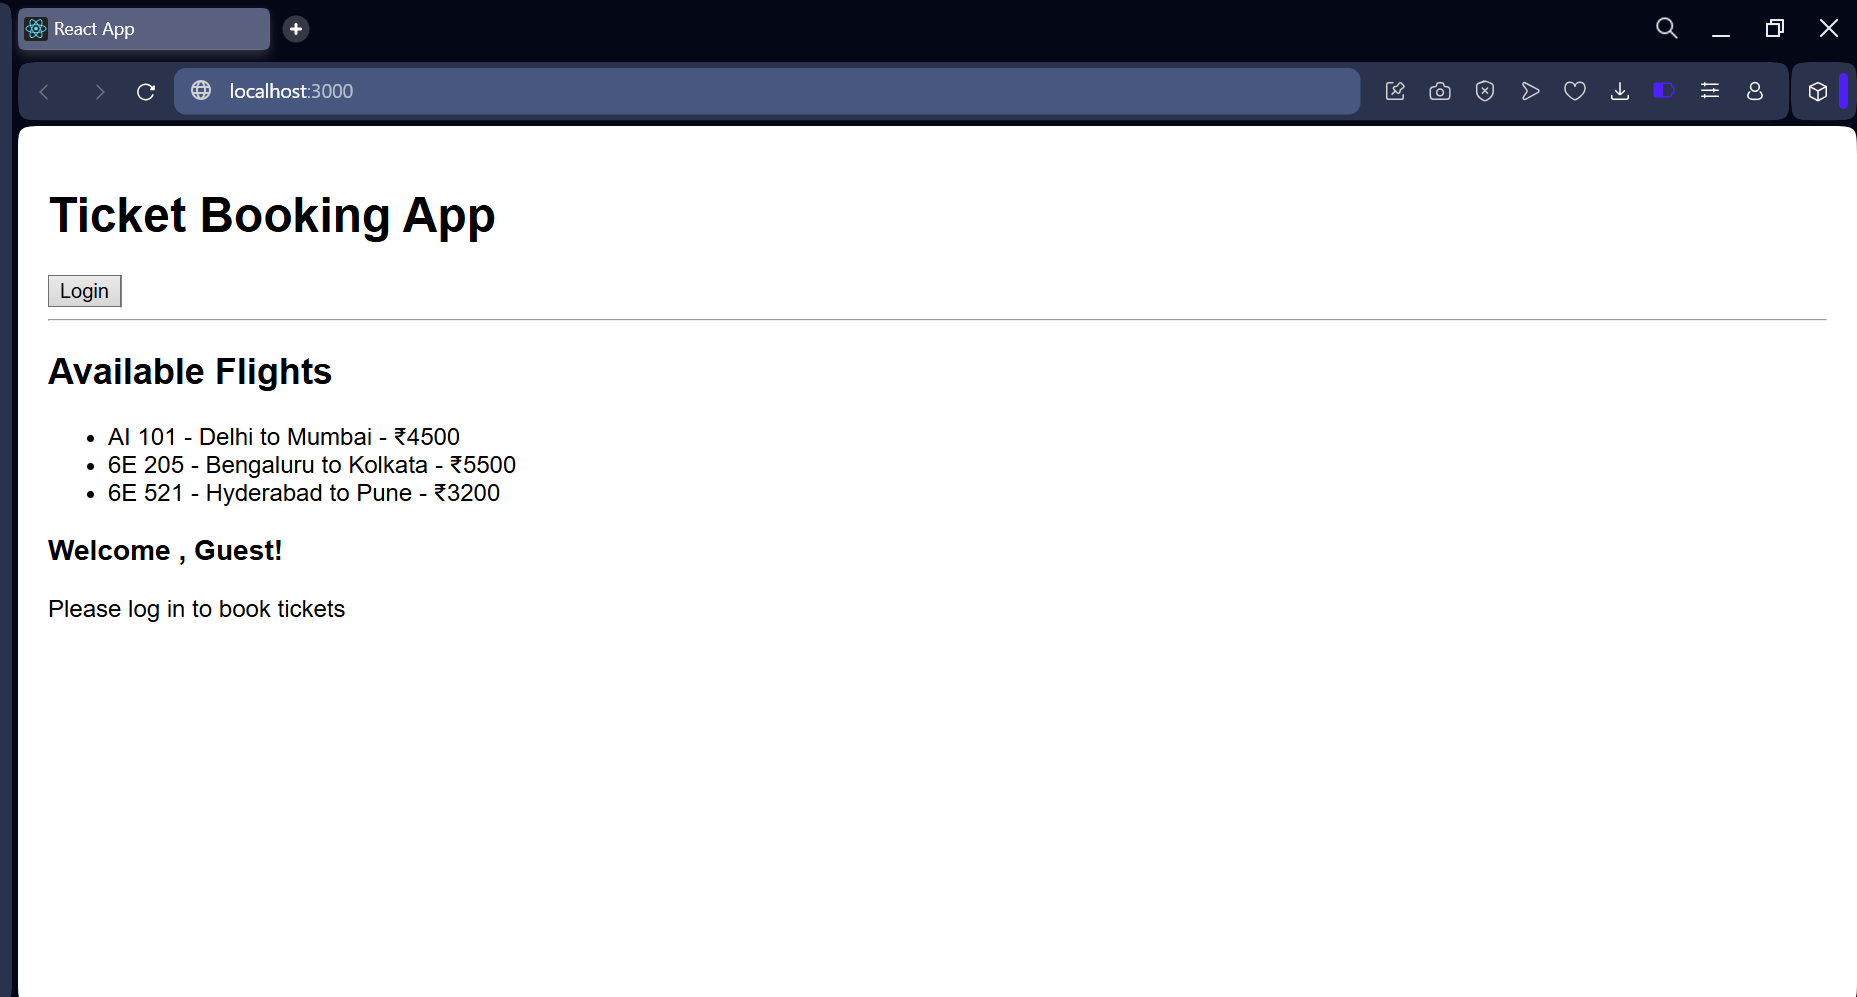 React App
localhost:3000
Ticket Booking App
Login
Available Flights
AI 101 - Delhi to Mumbai - ₹4500
6E 205 - Bengaluru to Kolkata - ₹5500
6E 521 - Hyderabad to Pune - ₹3200
Welcome , Guest!
Please log in to book tickets